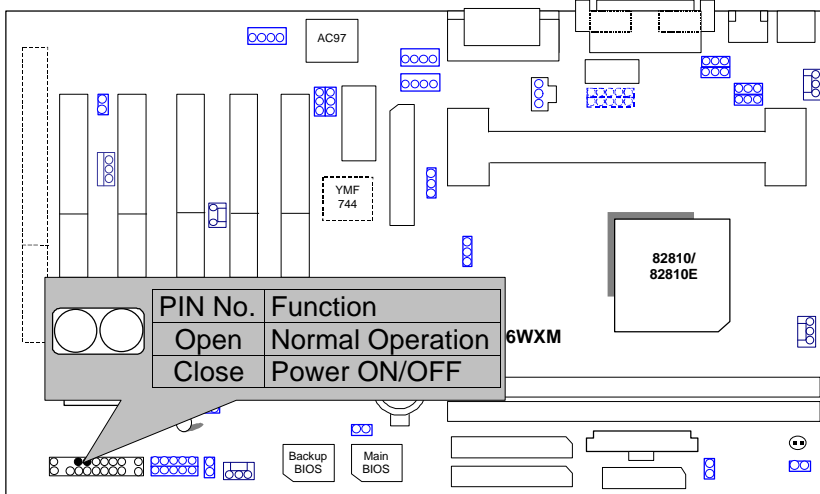 AC97
YMF
744
82810/
82810E
PIN No. Function
Open Normal Operation
Close Power ON/OFF
6WXM
Backup
BIOS
Main
BIOS